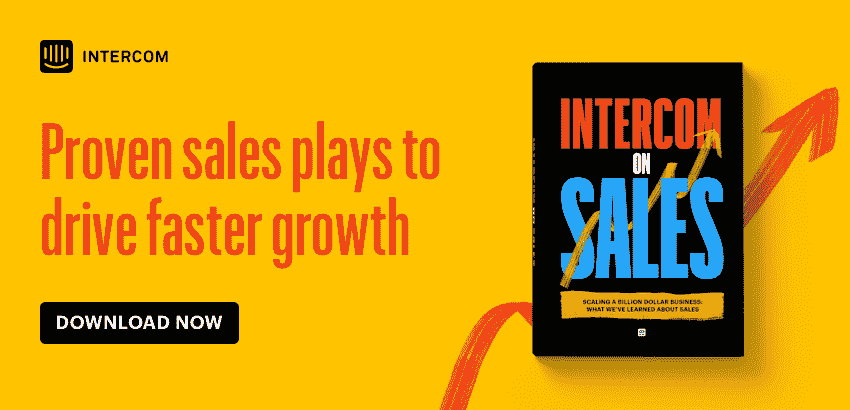 INTERCOM
Proven sales plays to
drive faster growth
DOWNLOAD NOW
INTERCOM
ON
SALES
SCALING A BILLION DOLLAR BUSINESS:
WHAT WE'VE LEARNED ABOUT SALES